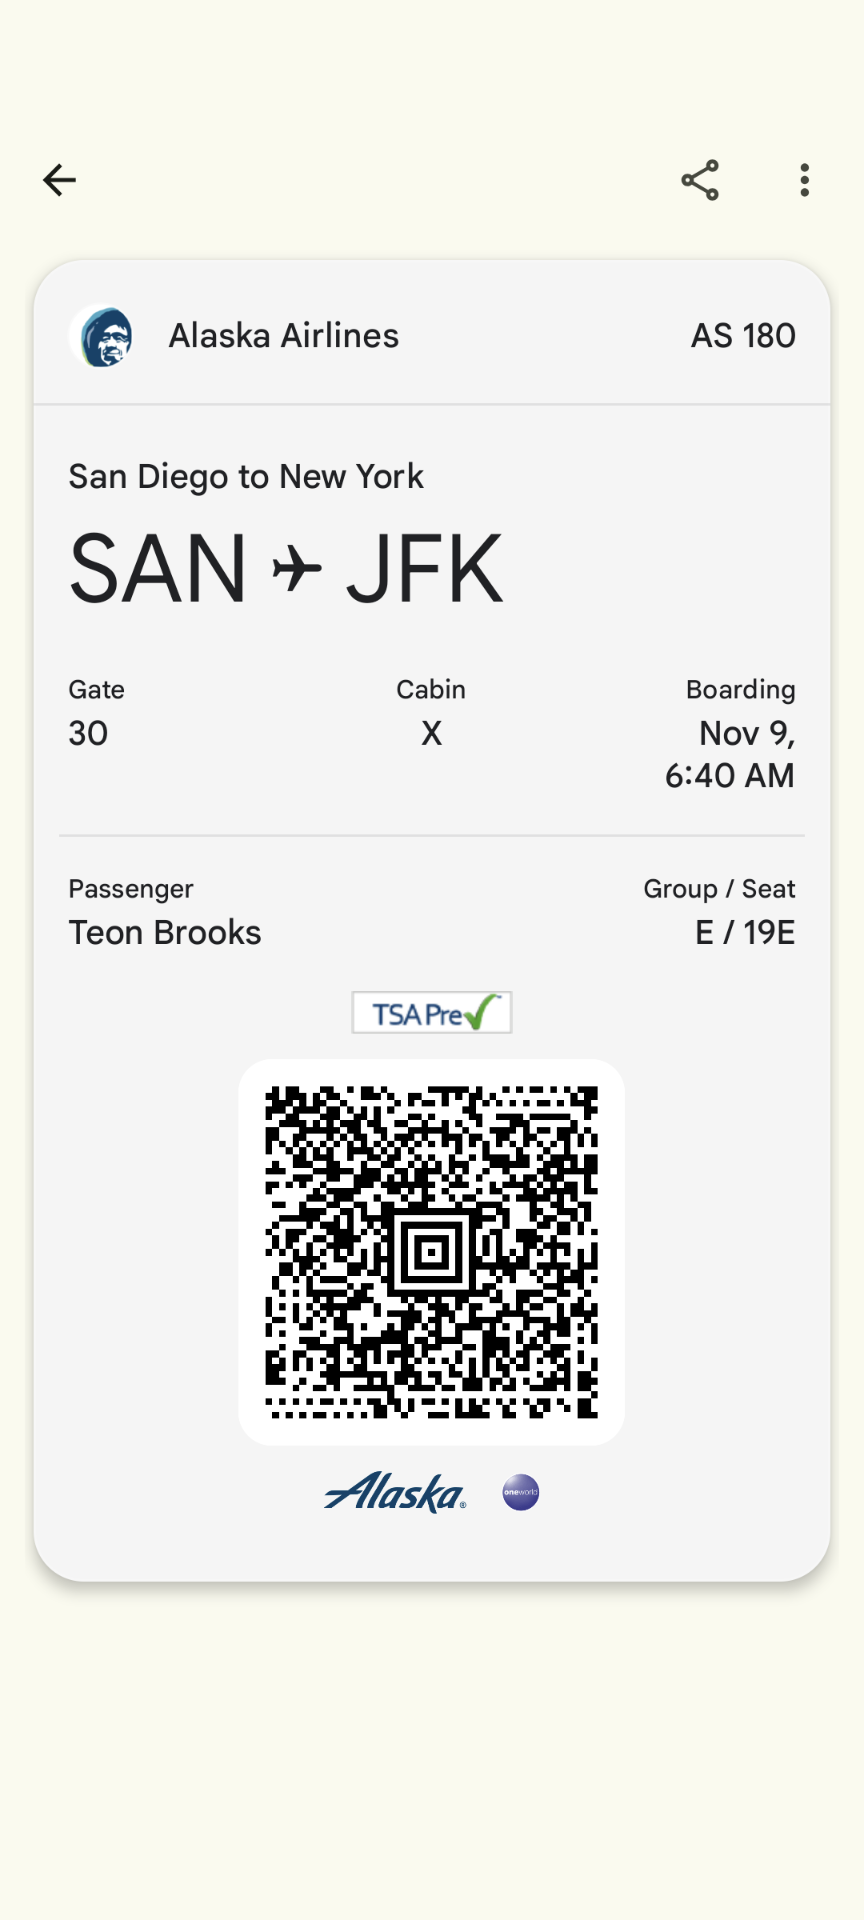 Alaska Airlines
AS 180
San Diego to New York
SAN ✈ JFK
Gate
Cabin
Boarding
30
X
Nov 9,
6:40 AM
Passenger
Group / Seat
Teon Brooks
E / 19E
TSA Pre
Alaska®
oneworld